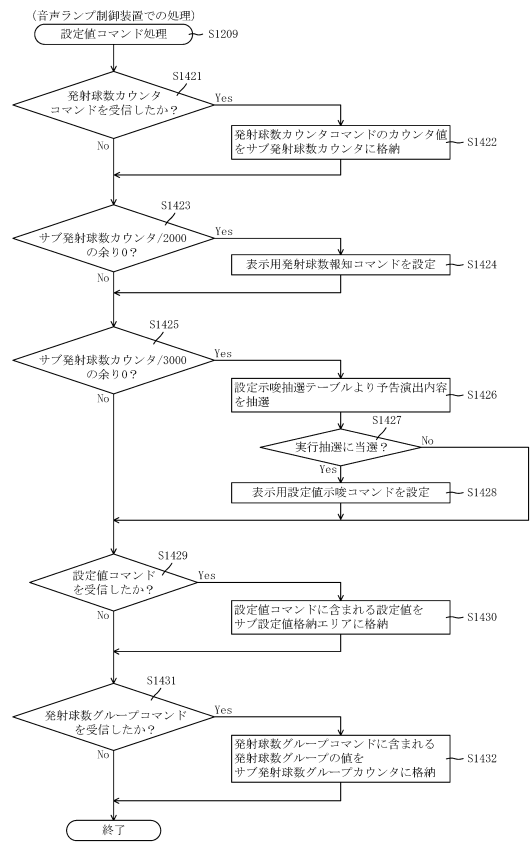 (音声ランプ制御装置での処理)
設定値コマンド処理
S1209
S1421
発射球数カウンタ
コマンドを受信したか？
Yes
No
発射球数カウンタコマンドのカウンタ値
をサブ発射球数カウンタに格納
S1422
S1423
サブ発射球数カウンタ/2000
の余り0？
Yes
No
表示用発射球数報知コマンドを設定
S1424
S1425
サブ発射球数カウンタ/3000
の余り0？
Yes
No
設定示唆抽選テーブルより予告演出内容
を抽選
S1426
S1427
実行抽選に当選？
No
Yes
表示用設定値示唆コマンドを設定
S1428
S1429
設定値コマンド
を受信したか？
Yes
No
設定値コマンドに含まれる設定値を
サブ設定値格納エリアに格納
S1430
S1431
発射球数グループコマンド
を受信したか？
Yes
No
発射球数グループコマンドに含まれる
発射球数グループの値を
サブ発射球数グループカウンタに格納
S1432
終了